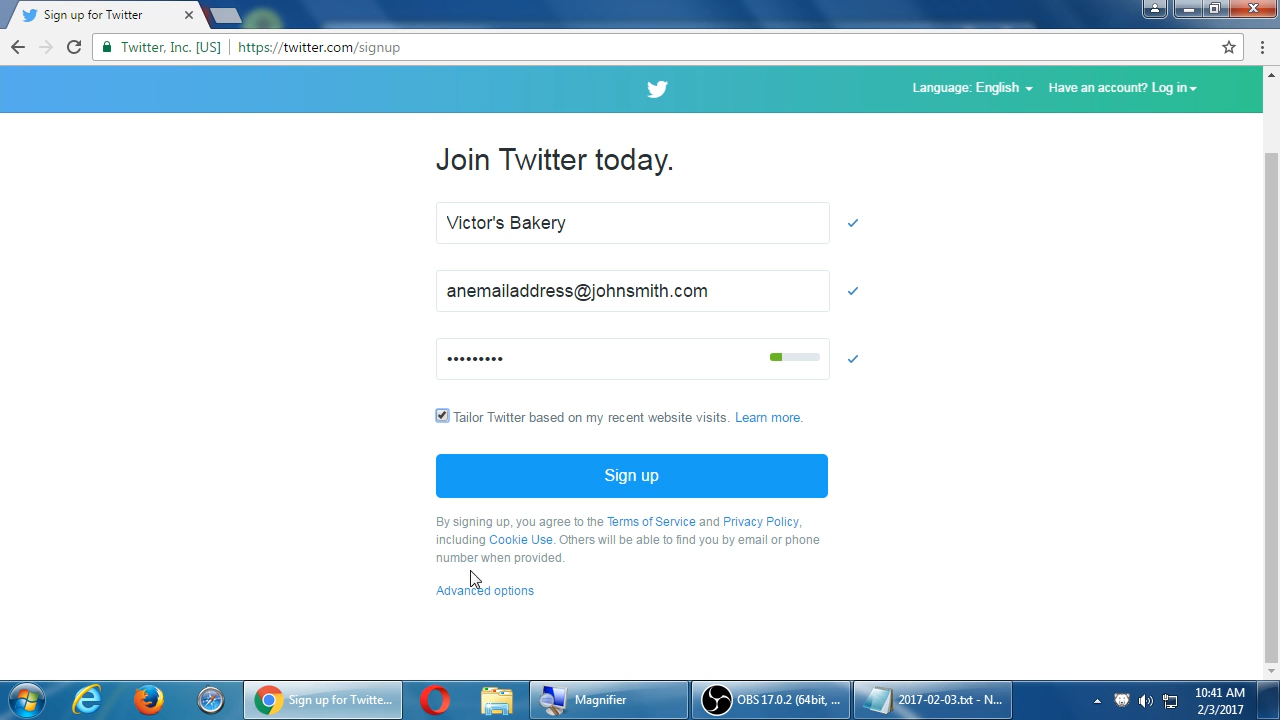 Sign up for Twitter
Twitter, Inc. [US] https://twitter.com/signup
Language: English Have an account? Log in
Join Twitter today.
Victor's Bakery
anemailaddress@johnsmith.com
•••••••••
Tailor Twitter based on my recent website visits. Learn more.
Sign up
By signing up, you agree to the Terms of Service and Privacy Policy,
including Cookie Use. Others will be able to find you by email or phone
number when provided.
Advanced options
Sign up for Twitte... Magnifier OBS 17.0.2 (64bit, ... 2017-02-03.txt - N... 10:41 AM
2/3/2017